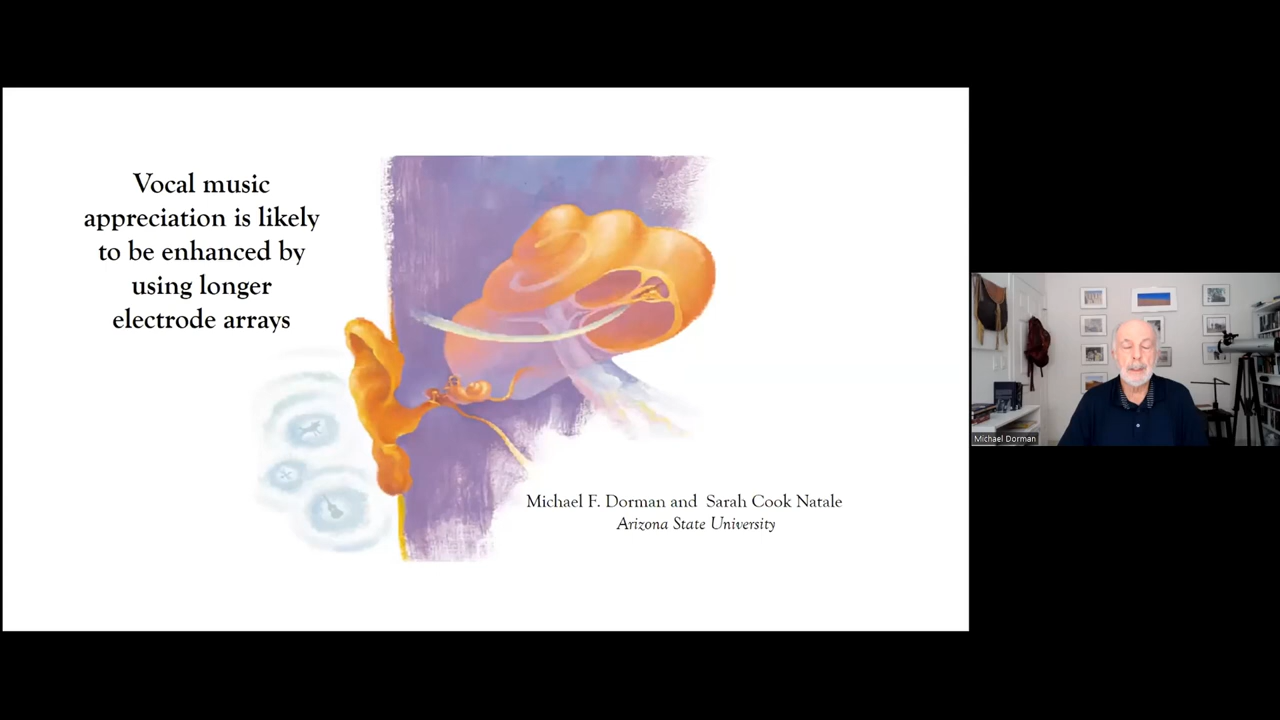 Vocal music
appreciation is likely
to be enhanced by
using longer
electrode arrays
Michael F. Dorman and Sarah Cook Natale
Arizona State University
Michael Dorman